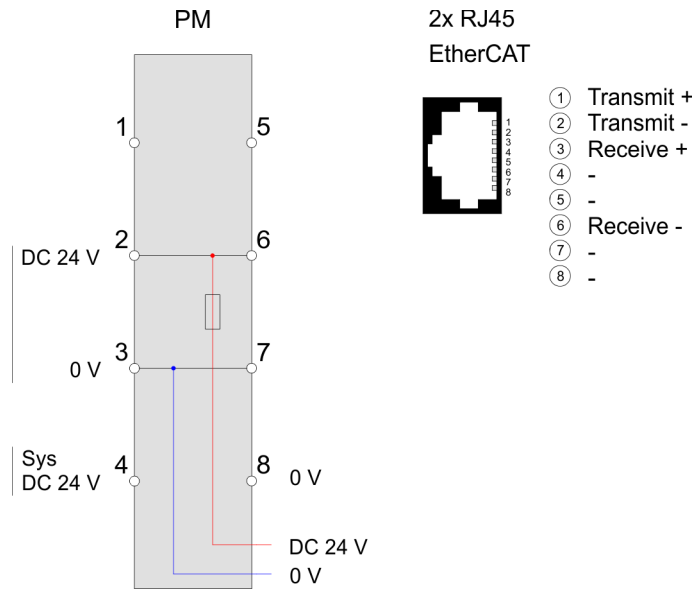 PM
1
5
2
6
DC 24 V
3
7
0 V
Sys
4
8
DC 24 V
0 V
DC 24 V
0 V
2x RJ45
EtherCAT
1
2
3
4
5
6
7
8
1 Transmit +
2 Transmit -
3 Receive +
4 -
5 -
6 Receive -
7 -
8 -